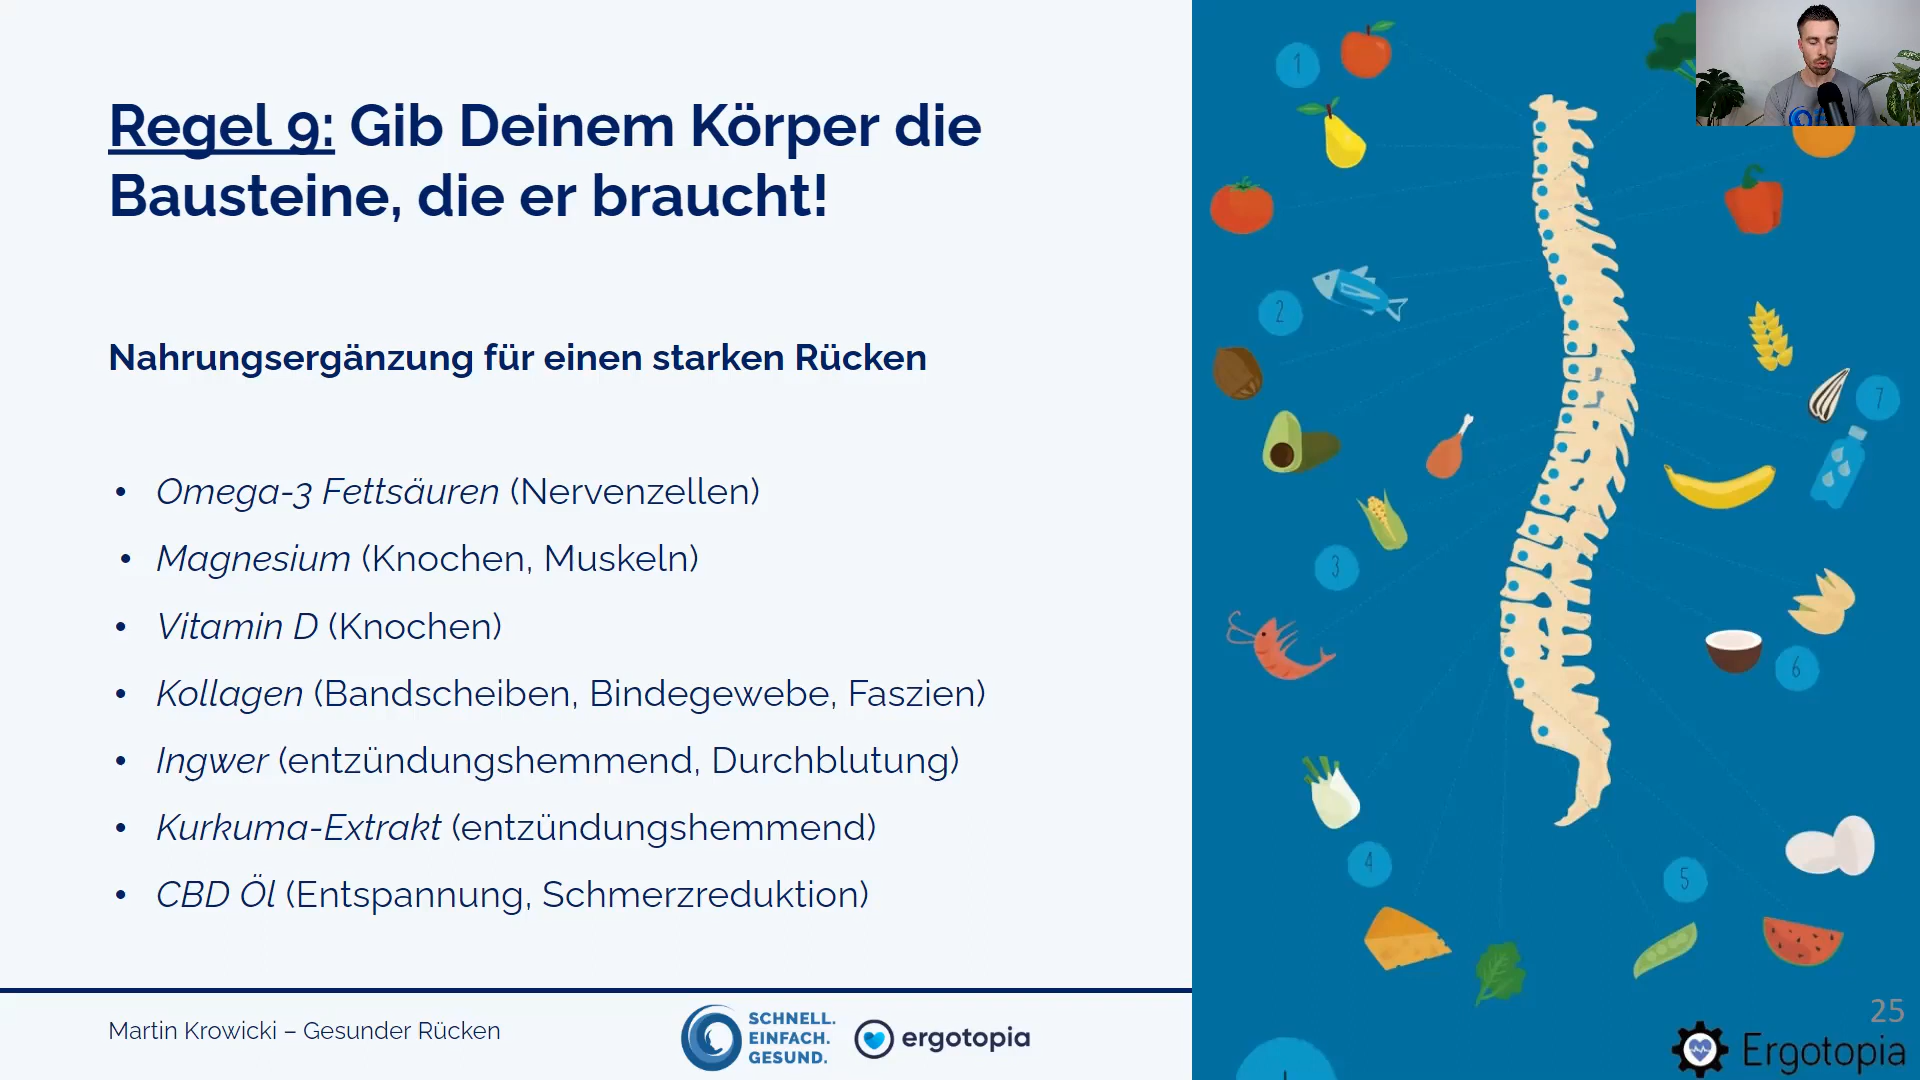 Regel 9: Gib Deinem Körper die
Bausteine, die er braucht!
Nahrungsergänzung für einen starken Rücken
• Omega-3 Fettsäuren (Nervenzellen)
• Magnesium (Knochen, Muskeln)
• Vitamin D (Knochen)
• Kollagen (Bandscheiben, Bindegewebe, Faszien)
• Ingwer (entzündungshemmend, Durchblutung)
• Kurkuma-Extrakt (entzündungshemmend)
• CBD Öl (Entspannung, Schmerzreduktion)
Martin Krowicki – Gesunder Rücken
SCHNELL.
EINFACH.
GESUND.
ergotopia
1
2
3
4
5
6
7
25
Ergotopia